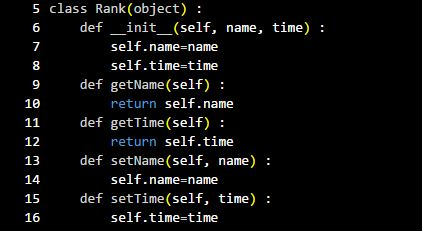 5 class Rank(object) :
6     def __init__(self, name, time) :
7         self.name=name
8         self.time=time
9     def getName(self) :
10         return self.name
11     def getTime(self) :
12         return self.time
13     def setName(self, name) :
14         self.name=name
15     def setTime(self, time) :
16         self.time=time